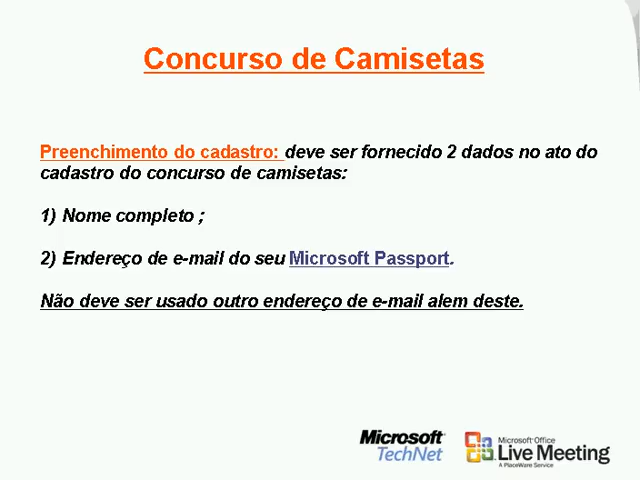 Concurso de Camisetas
Preenchimento do cadastro: deve ser fornecido 2 dados no ato do
cadastro do concurso de camisetas:
1) Nome completo ;
2) Endereço de e-mail do seu Microsoft Passport.
Não deve ser usado outro endereço de e-mail alem deste.
Microsoft
TechNet
Microsoft Office
Live Meeting
A PlaceWare Service